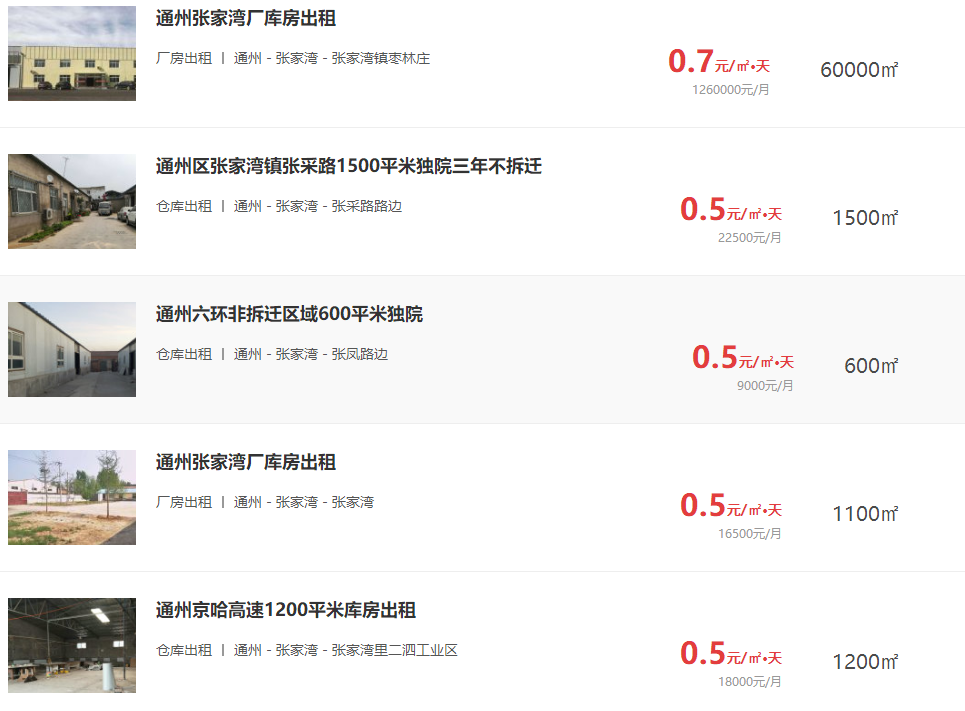 通州张家湾厂库房出租
厂房出租 | 通州 - 张家湾 - 张家湾镇枣林庄
0.7元/㎡•天
1260000元/月
60000㎡
通州区张家湾镇张采路1500平米独院三年不拆迁
仓库出租 | 通州 - 张家湾 - 张采路路边
0.5元/㎡•天
22500元/月
1500㎡
通州六环非拆迁区域600平米独院
仓库出租 | 通州 - 张家湾 - 张凤路边
0.5元/㎡•天
9000元/月
600㎡
通州张家湾厂库房出租
厂房出租 | 通州 - 张家湾 - 张家湾
0.5元/㎡•天
16500元/月
1100㎡
通州京哈高速1200平米库房出租
仓库出租 | 通州 - 张家湾 - 张家湾里二泗工业区
0.5元/㎡•天
18000元/月
1200㎡